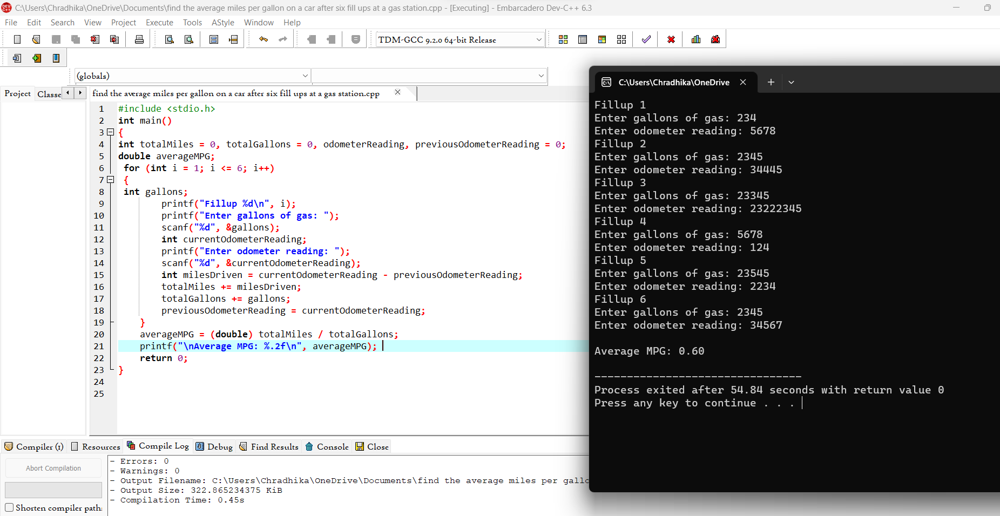 C:\Users\Chradhika\OneDrive\Documents\find the average miles per gallon on a car after six fill ups at a gas station.cpp - [Executing] - Embarcadero Dev-C++ 6.3
File Edit Search View Project Execute Tools AStyle Window Help
TDM-GCC 9.2.0 64-bit Release
(globals)
Project Classe
find the average miles per gallon on a car after six fill ups at a gas station.cpp
1 #include <stdio.h>
2 int main()
3 {
4 int totalMiles = 0, totalGallons = 0, odometerReading, previousOdometerReading = 0;
5 double averageMPG;
6 for (int i = 1; i <= 6; i++)
7 {
8 int gallons;
9 printf("Fillup %d\n", i);
10 printf("Enter gallons of gas: ");
11 scanf("%d", &gallons);
12 int currentOdometerReading;
13 printf("Enter odometer reading: ");
14 scanf("%d", &currentOdometerReading);
15 int milesDriven = currentOdometerReading - previousOdometerReading;
16 totalMiles += milesDriven;
17 totalGallons += gallons;
18 previousOdometerReading = currentOdometerReading;
19 }
20 averageMPG = (double) totalMiles / totalGallons;
21 printf("\nAverage MPG: %.2f\n", averageMPG);
22 return 0;
23 }
24
25
C:\Users\Chradhika\OneDrive
Fillup 1
Enter gallons of gas: 234
Enter odometer reading: 5678
Fillup 2
Enter gallons of gas: 2345
Enter odometer reading: 34445
Fillup 3
Enter gallons of gas: 23345
Enter odometer reading: 23222345
Fillup 4
Enter gallons of gas: 5678
Enter odometer reading: 124
Fillup 5
Enter gallons of gas: 23545
Enter odometer reading: 2234
Fillup 6
Enter gallons of gas: 2345
Enter odometer reading: 34567
Average MPG: 0.60
--------------------------------
Process exited after 54.84 seconds with return value 0
Press any key to continue . . .
Compiler (1) Resources Compile Log Debug Find Results Console Close
Abort Compilation
Shorten compiler path
- Errors: 0
- Warnings: 0
- Output Filename: C:\Users\Chradhika\OneDrive\Documents\find the average miles per gall
- Output Size: 322.865234375 KiB
- Compilation Time: 0.45s